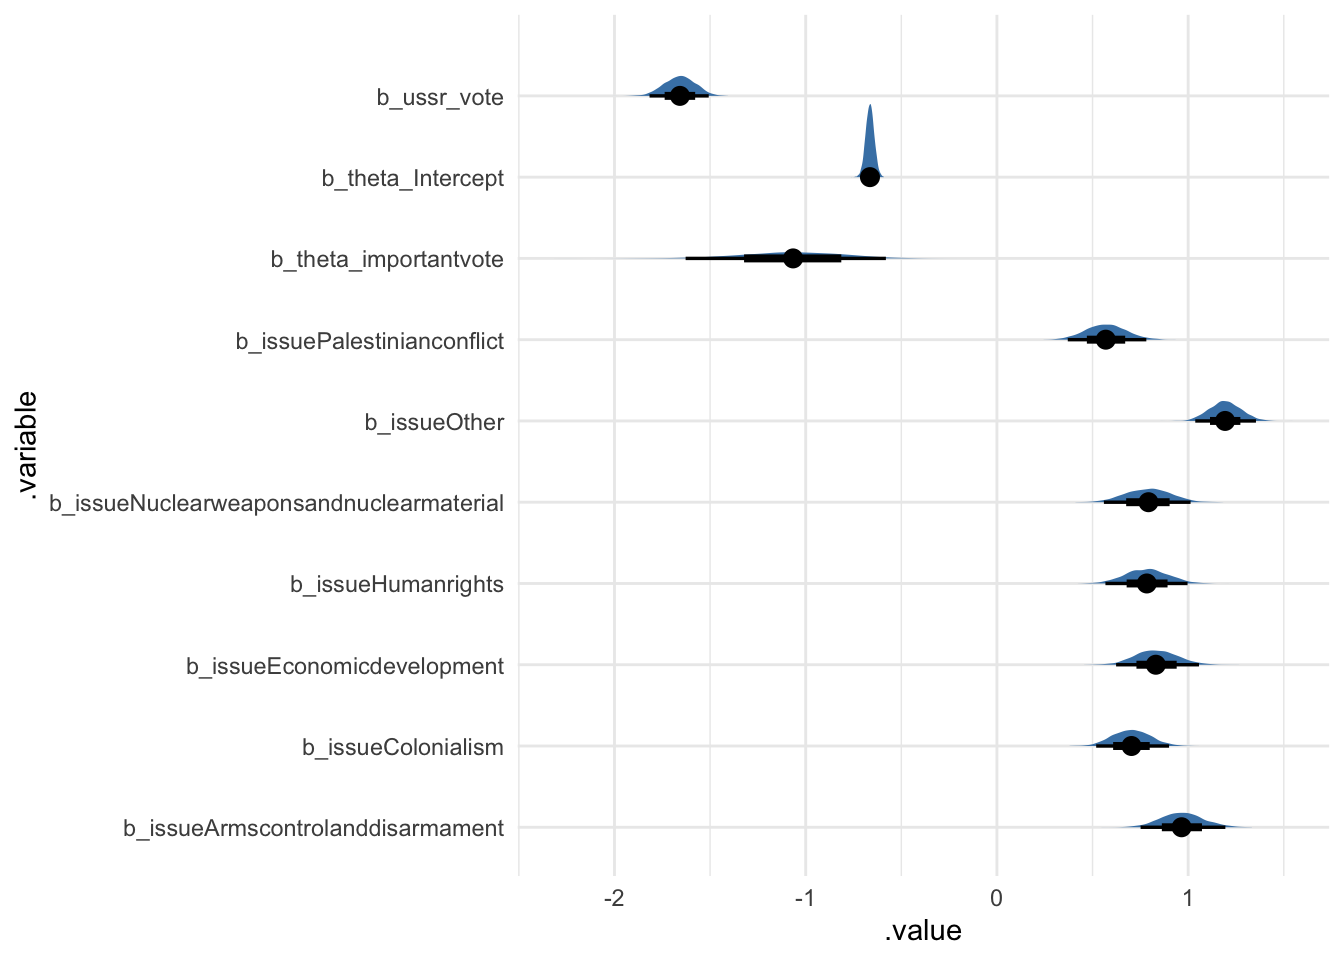 b_ussr_vote
b_theta_Intercept
b_theta_importantvote
b_issuePalestinianconflict
b_issueOther
b_issueNuclearweaponsandnuclearmaterial
b_issueHumanrights
b_issueEconomicdevelopment
b_issueColonialism
b_issueArmscontrolanddisarmament
.variable
-2 -1 0 1
.value